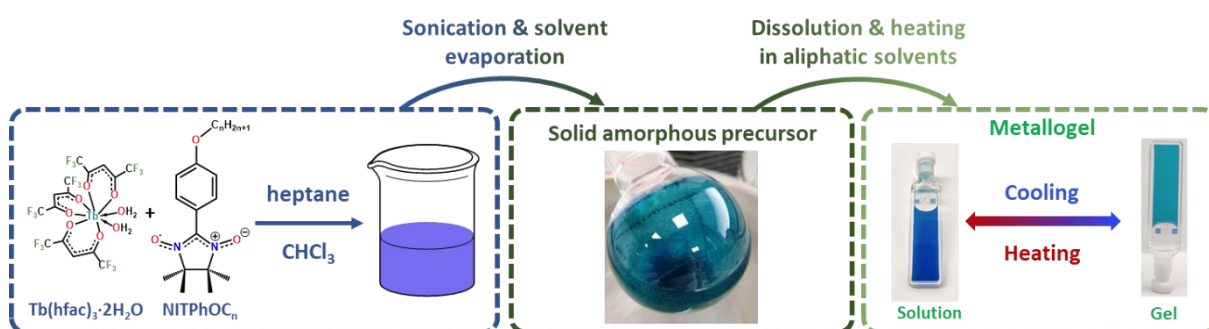 Sonication & solvent
evaporation
Dissolution & heating
in aliphatic solvents
CₙH₂ₙ₊₁
O
CF₃
CF₃
F₃C
O
O
O
Tb
OH₂
OH₂
O
O
O
F₃C
F₃C
CF₃
+
O·
N
N
⊕
O
⊖
Tb(hfac)₃·2H₂O
NITPhOCₙ
heptane
CHCl₃
Solid amorphous precursor
Metallogel
Cooling
Heating
Solution
Gel